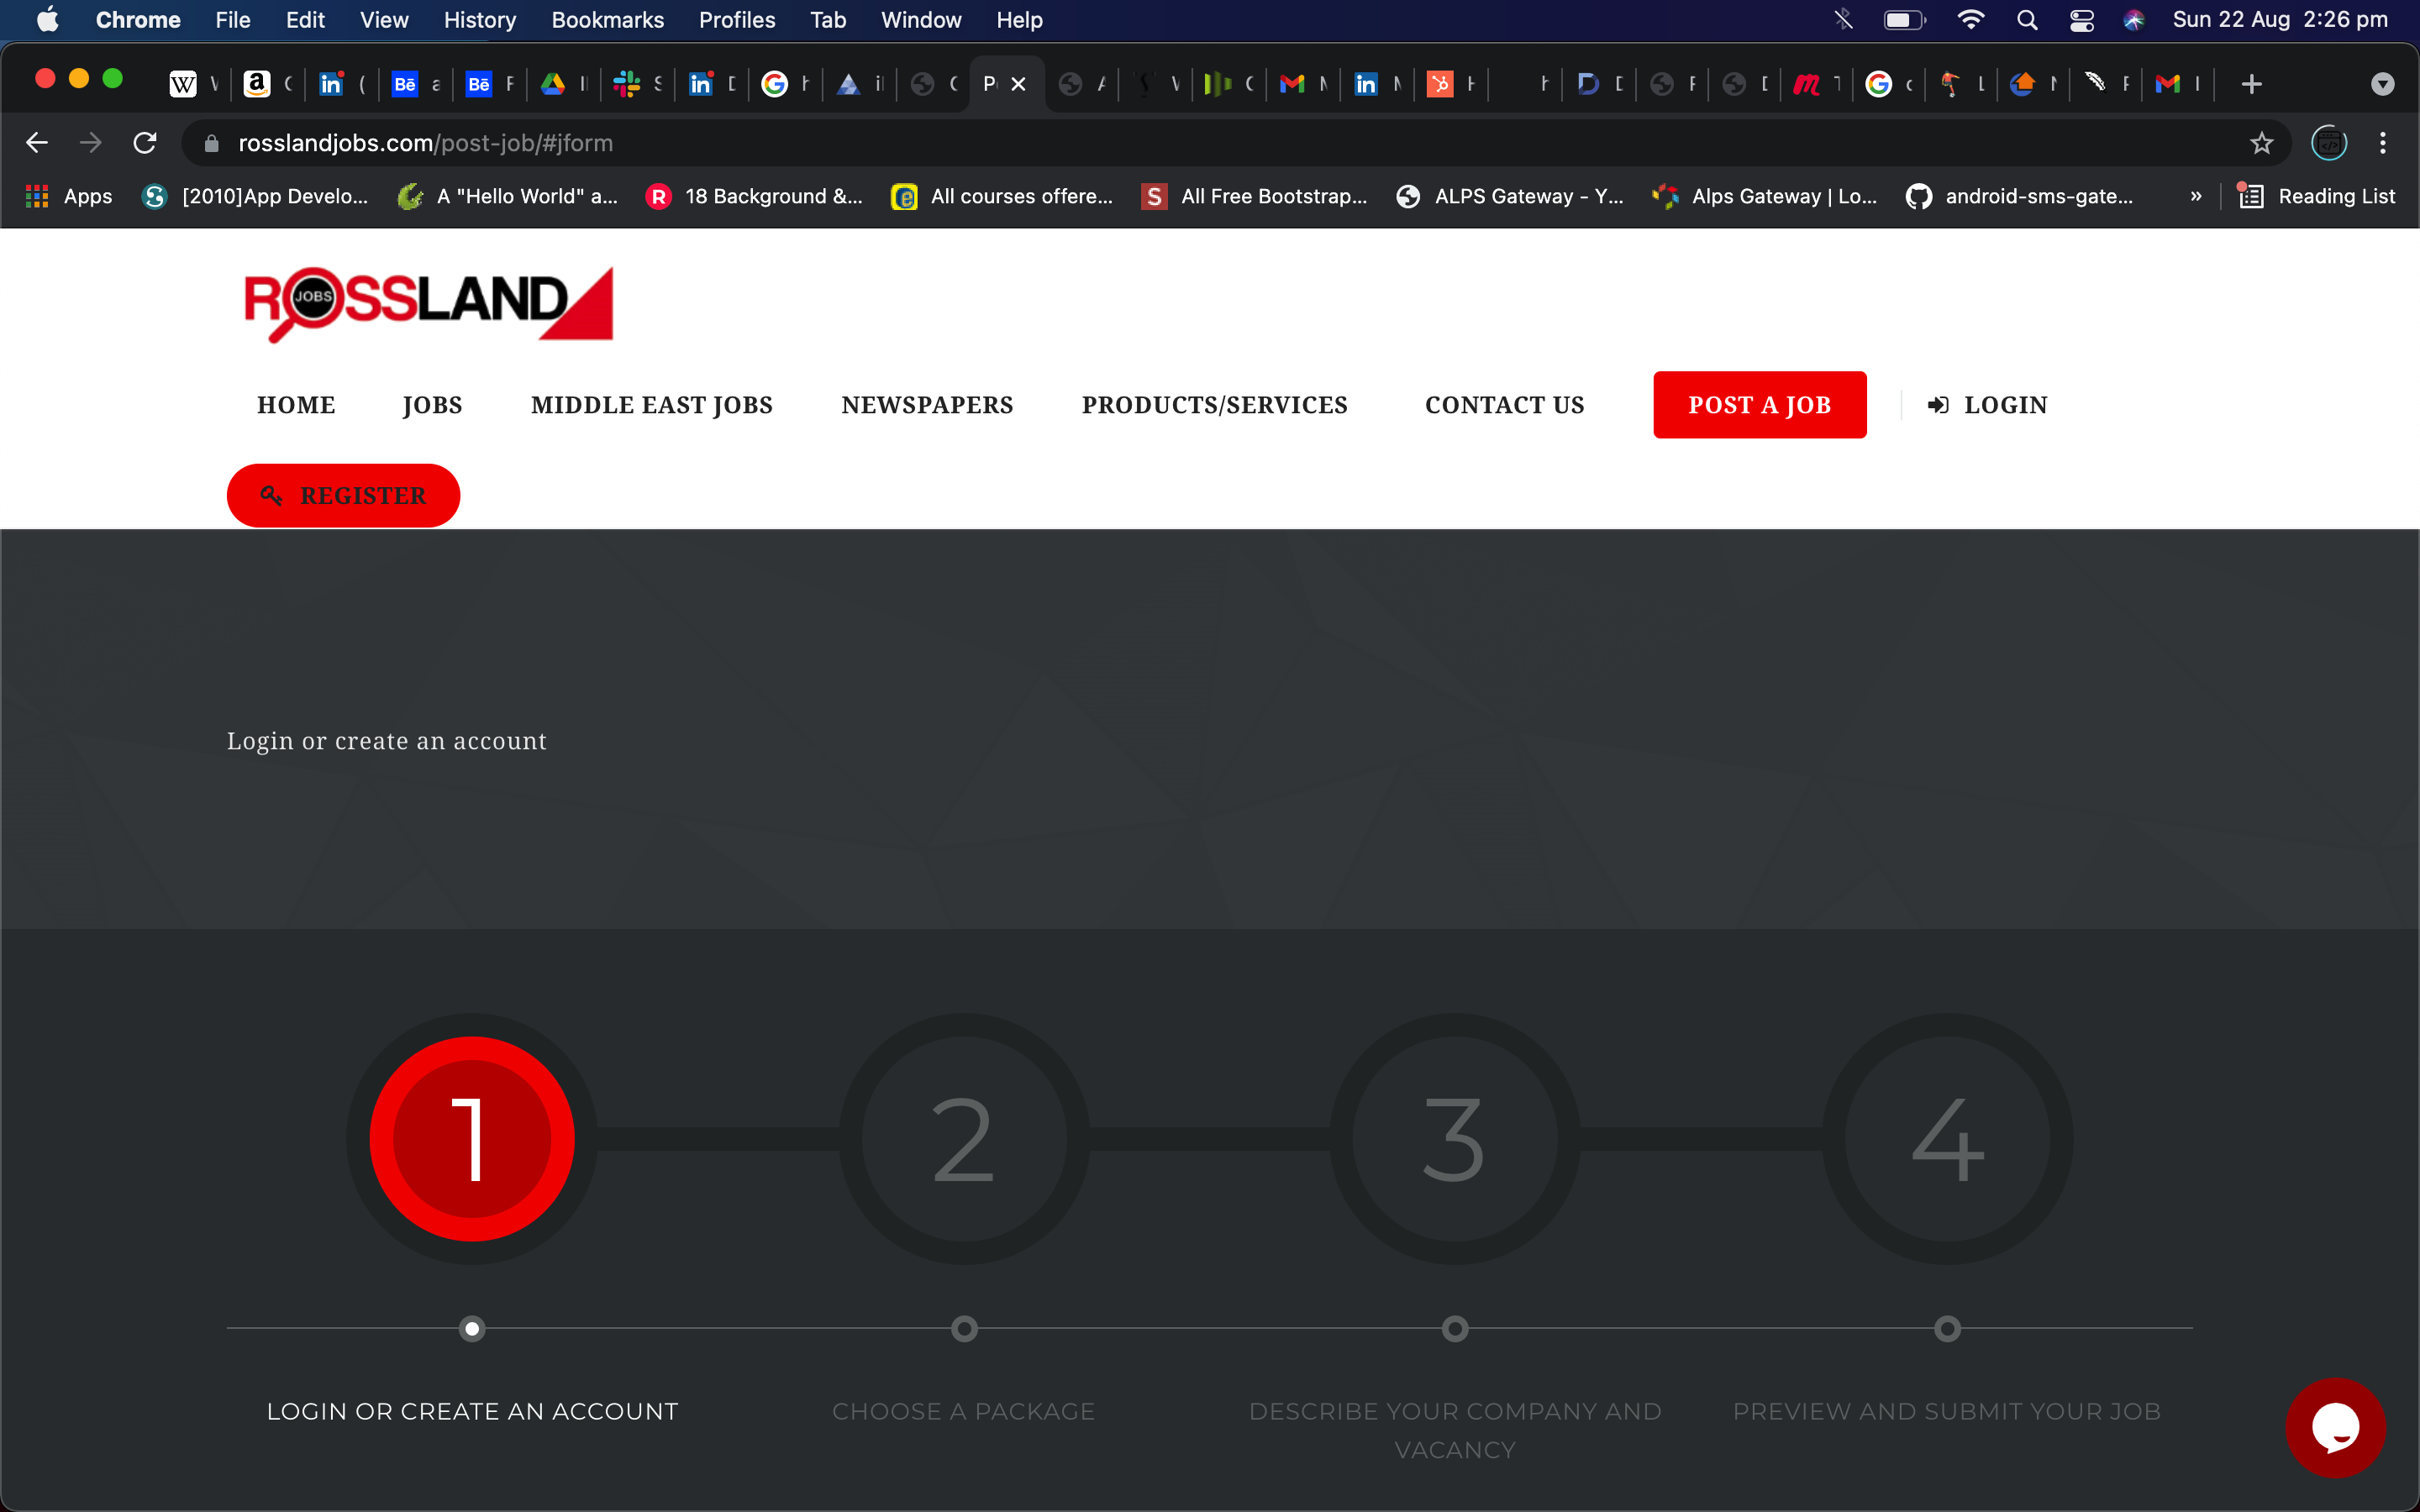 Chrome File Edit View History Bookmarks Profiles Tab Window Help Sun 22 Aug 2:26 pm
rosslandjobs.com/post-job/#jform
Apps [2010]App Develo... A "Hello World" a... 18 Background &... All courses offere... All Free Bootstrap... ALPS Gateway - Y... Alps Gateway | Lo... android-sms-gate... » Reading List
ROSSLAND
JOBS
HOME JOBS MIDDLE EAST JOBS NEWSPAPERS PRODUCTS/SERVICES CONTACT US POST A JOB LOGIN
REGISTER
Login or create an account
1 2 3 4
LOGIN OR CREATE AN ACCOUNT CHOOSE A PACKAGE DESCRIBE YOUR COMPANY AND PREVIEW AND SUBMIT YOUR JOB
VACANCY